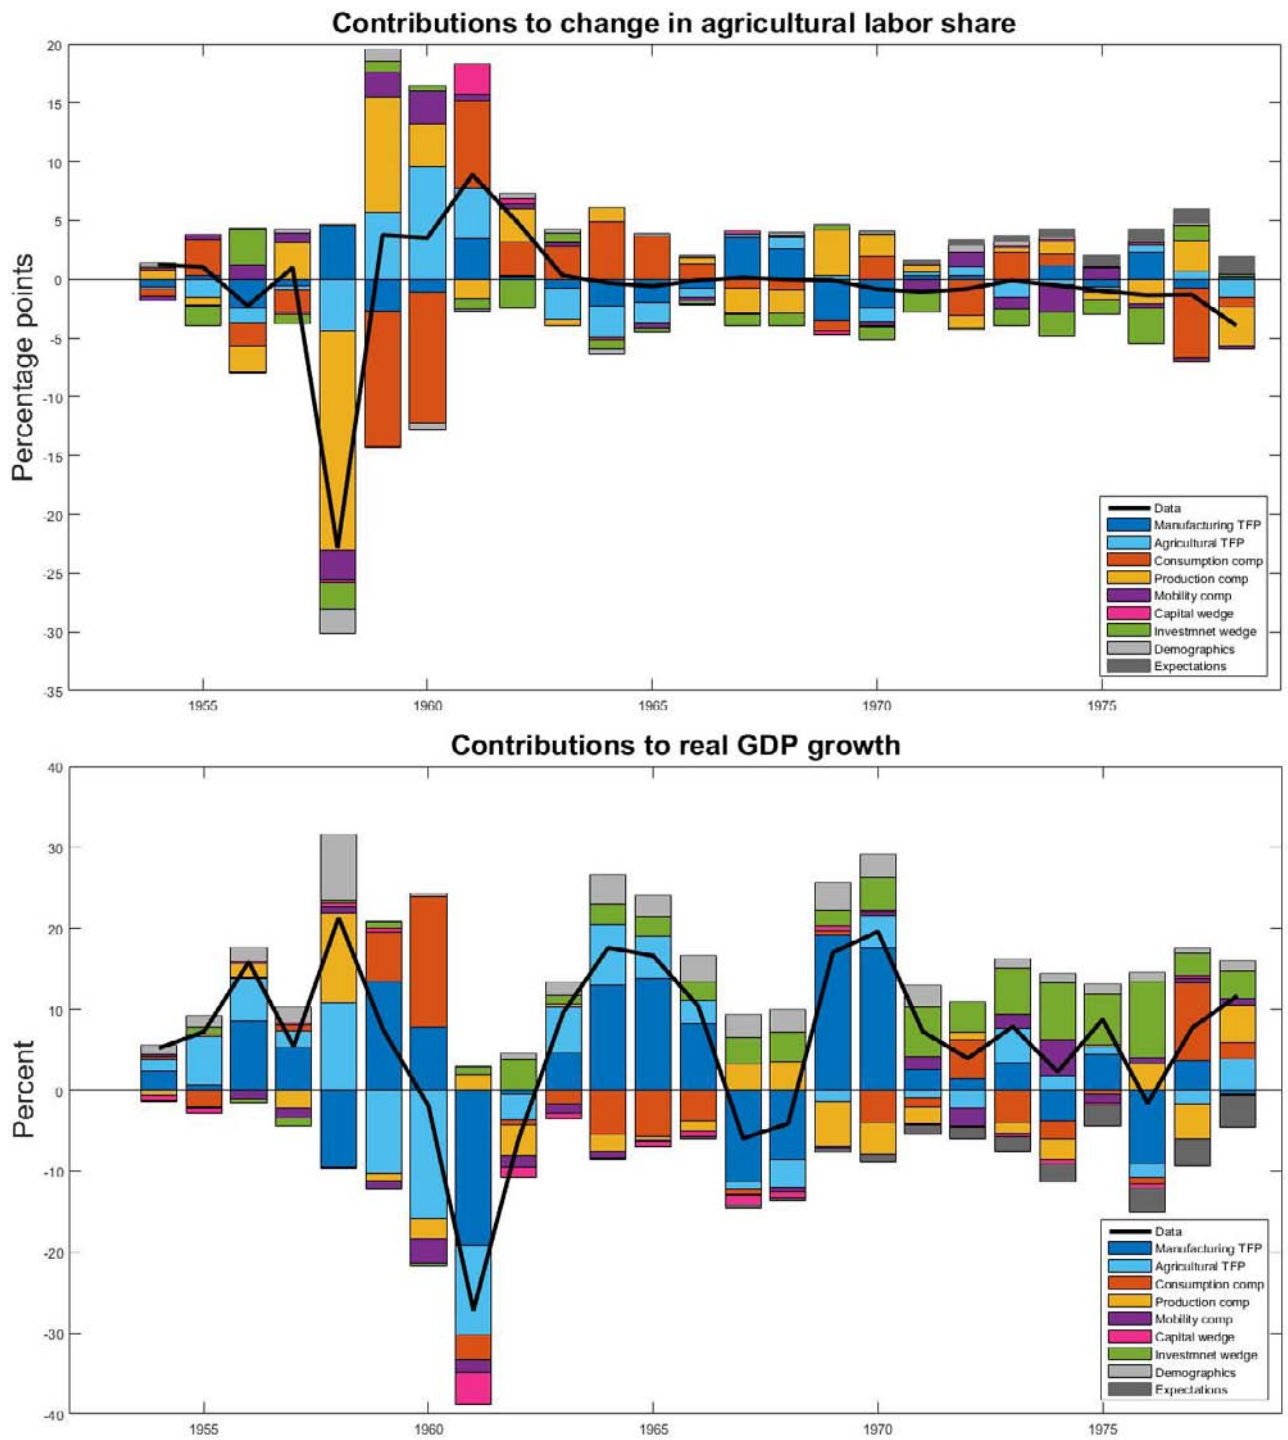 Contributions to change in agricultural labor share
20
15
10
5
0
-5
-10
-15
-20
-25
-30
-35
Percentage points
Data
Manufacturing TFP
Agricultural TFP
Consumption comp
Production comp
Mobility comp
Capital wedge
Investmnet wedge
Demographics
Expectations
1955 1960 1965 1970 1975
Contributions to real GDP growth
40
30
20
10
0
-10
-20
-30
-40
Percent
Data
Manufacturing TFP
Agricultural TFP
Consumption comp
Production comp
Mobility comp
Capital wedge
Investmnet wedge
Demographics
Expectations
1955 1960 1965 1970 1975